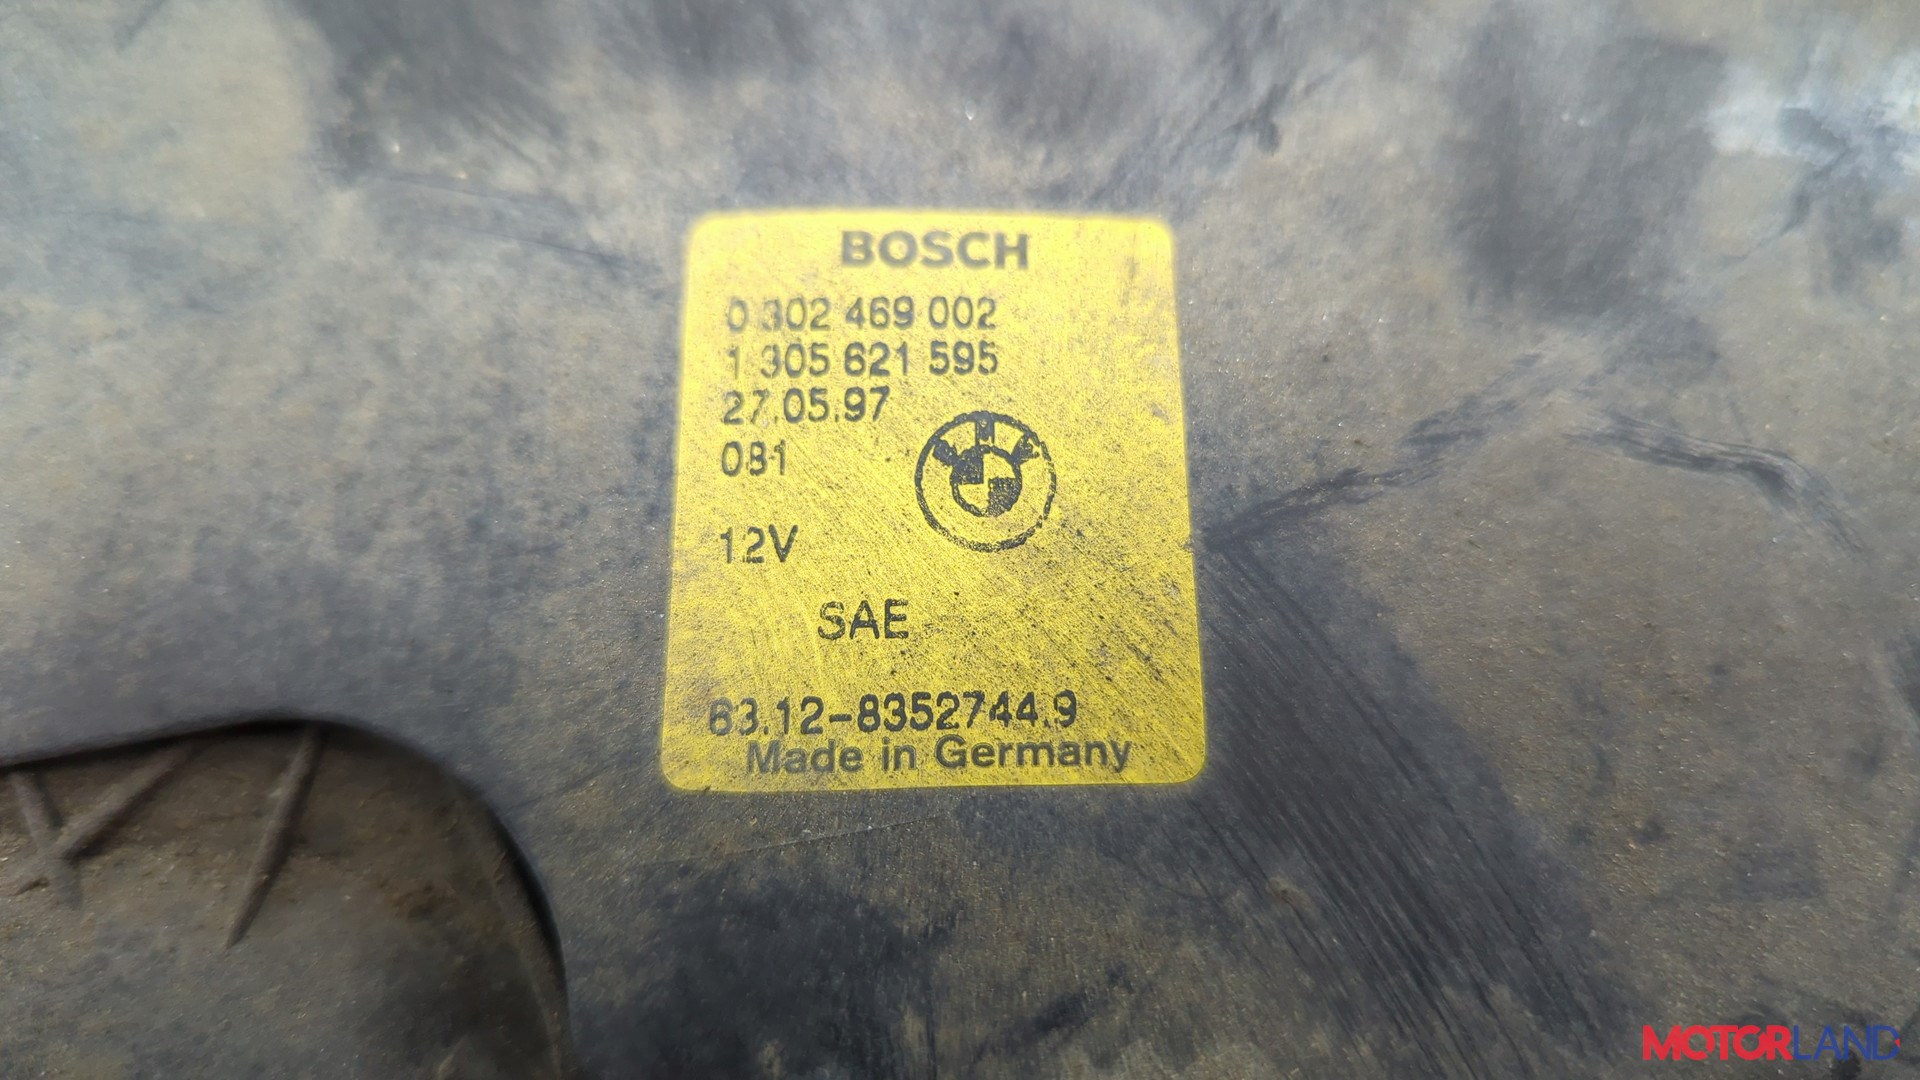 BOSCH
0 302 469 002
1 305 621 595
27.05.97
081
BMW
12V
SAE
63.12-8352744.9
Made in Germany
MOTORLAND